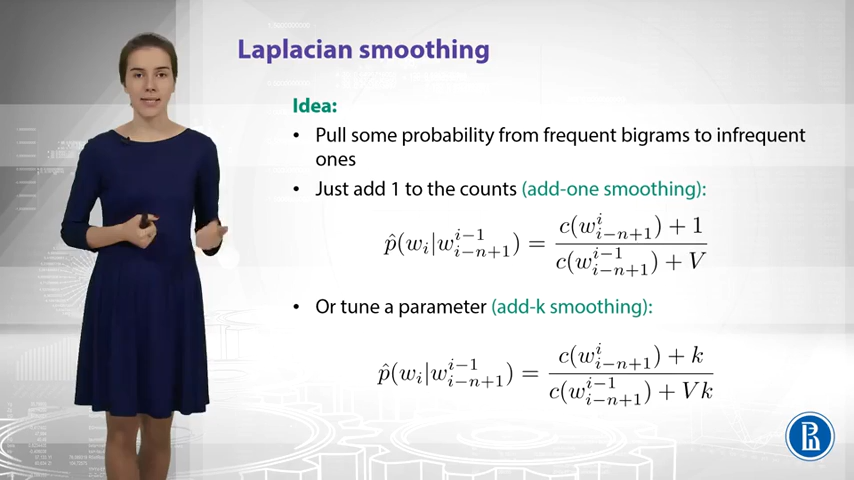 Laplacian smoothing
Idea:
• Pull some probability from frequent bigrams to infrequent
ones
• Just add 1 to the counts (add-one smoothing):
p̂(w_i|w_{i-n+1}^{i-1}) = \frac{c(w_{i-n+1}^{i}) + 1}{c(w_{i-n+1}^{i-1}) + V}
• Or tune a parameter (add-k smoothing):
p̂(w_i|w_{i-n+1}^{i-1}) = \frac{c(w_{i-n+1}^{i}) + k}{c(w_{i-n+1}^{i-1}) + Vk}